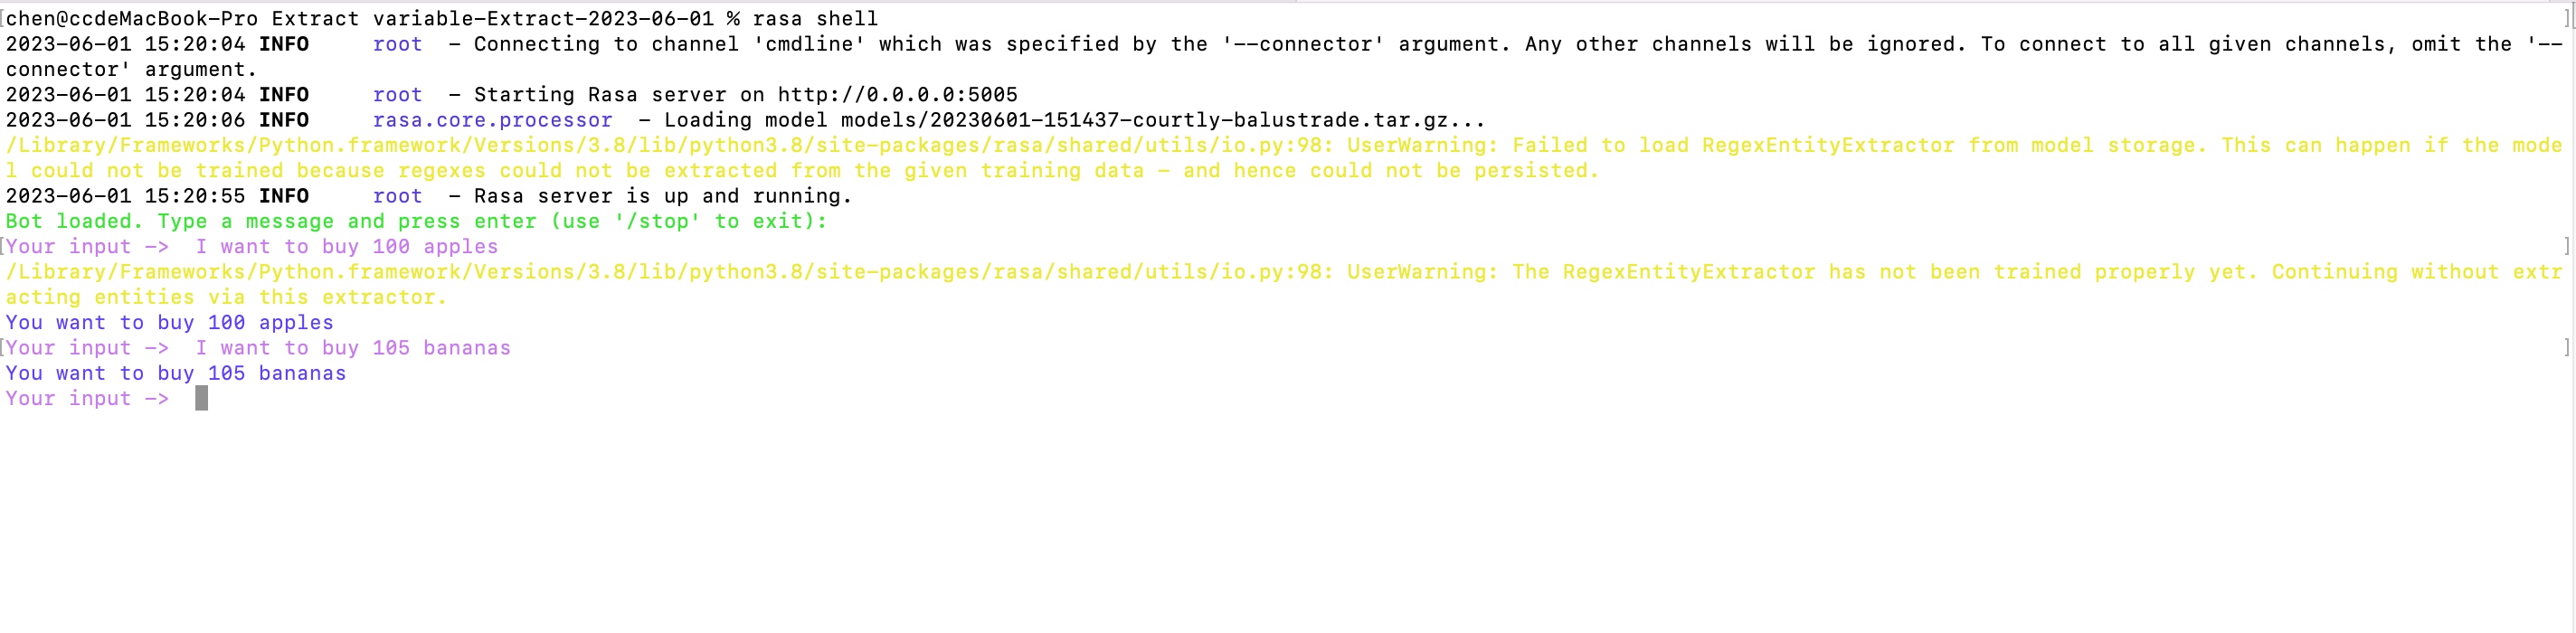 [chen@ccdeMacBook-Pro Extract variable-Extract-2023-06-01 % rasa shell ]
2023-06-01 15:20:04 INFO     root  - Connecting to channel 'cmdline' which was specified by the '--connector' argument. Any other channels will be ignored. To connect to all given channels, omit the '--
connector' argument.
2023-06-01 15:20:04 INFO     root  - Starting Rasa server on http://0.0.0.0:5005
2023-06-01 15:20:06 INFO     rasa.core.processor  - Loading model models/20230601-151437-courtly-balustrade.tar.gz...
/Library/Frameworks/Python.framework/Versions/3.8/lib/python3.8/site-packages/rasa/shared/utils/io.py:98: UserWarning: Failed to load RegexEntityExtractor from model storage. This can happen if the mode
l could not be trained because regexes could not be extracted from the given training data - and hence could not be persisted.
2023-06-01 15:20:55 INFO     root  - Rasa server is up and running.
Bot loaded. Type a message and press enter (use '/stop' to exit):
[Your input ->  I want to buy 100 apples ]
/Library/Frameworks/Python.framework/Versions/3.8/lib/python3.8/site-packages/rasa/shared/utils/io.py:98: UserWarning: The RegexEntityExtractor has not been trained properly yet. Continuing without extr
acting entities via this extractor.
You want to buy 100 apples
[Your input ->  I want to buy 105 bananas ]
You want to buy 105 bananas
Your input ->